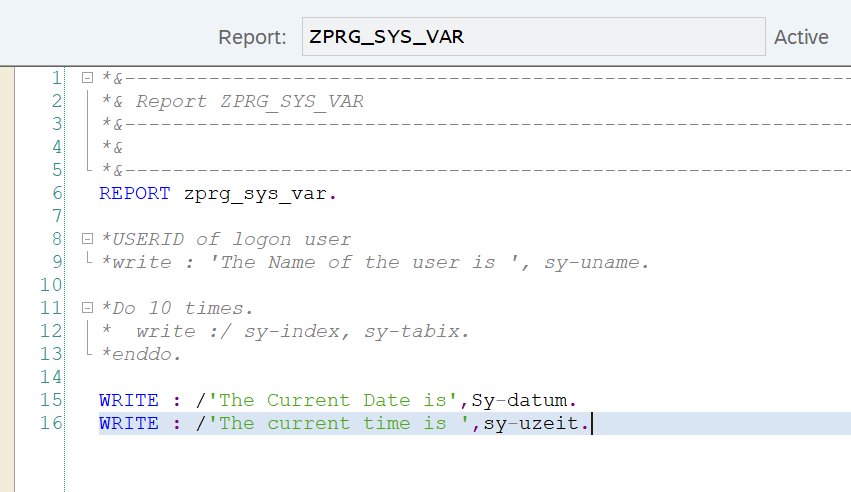 Report: ZPRG_SYS_VAR Active
1 *&---------------------------------------------------------------
2 *& Report ZPRG_SYS_VAR
3 *&---------------------------------------------------------------
4 *&
5 *&---------------------------------------------------------------
6 REPORT zprg_sys_var.
7
8 *USERID of logon user
9 *write : 'The Name of the user is ', sy-uname.
10
11 *Do 10 times.
12 *  write :/ sy-index, sy-tabix.
13 *enddo.
14
15 WRITE : /'The Current Date is',Sy-datum.
16 WRITE : /'The current time is ',sy-uzeit.